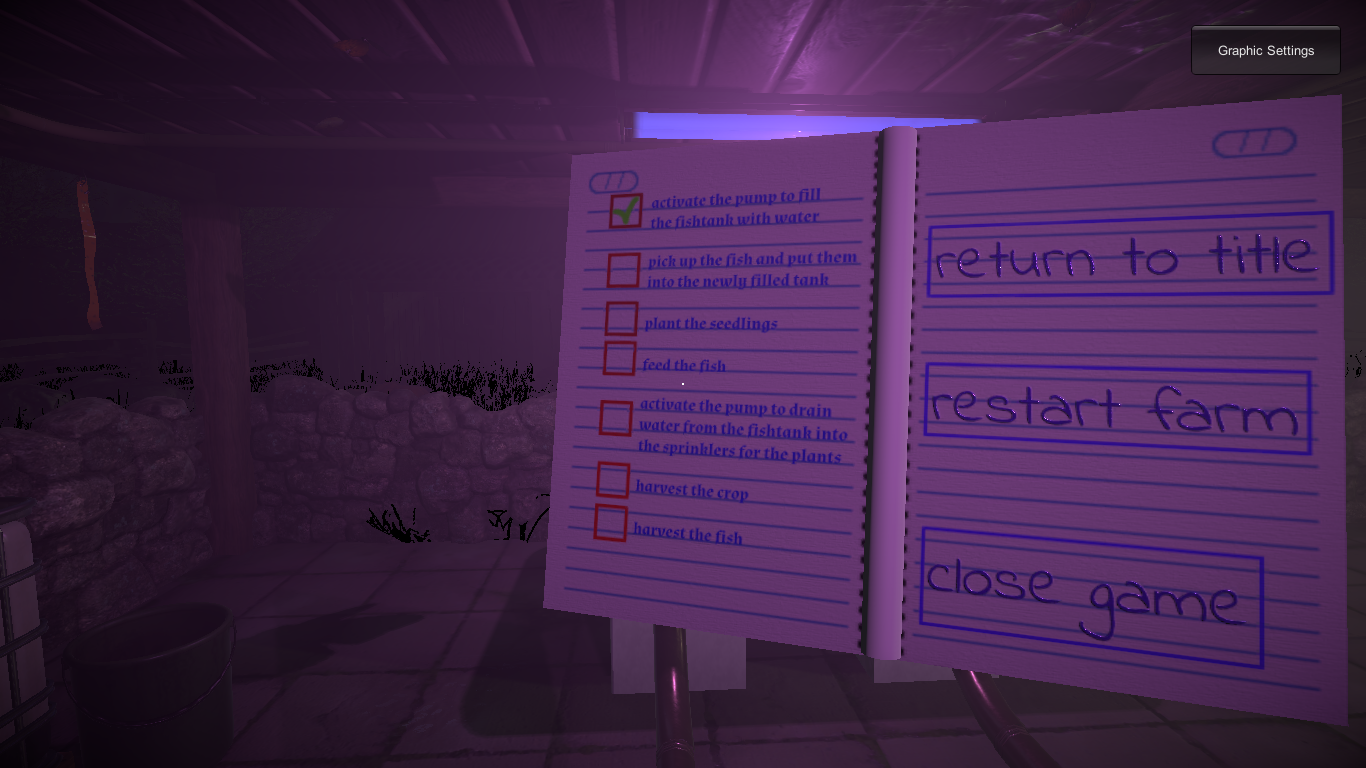 Graphic Settings
activate the pump to fill
the fishtank with water
pick up the fish and put them
into the newly filled tank
plant the seedlings
feed the fish
activate the pump to drain
water from the fishtank into
the sprinklers for the plants
harvest the crop
harvest the fish
return to title
restart farm
close game